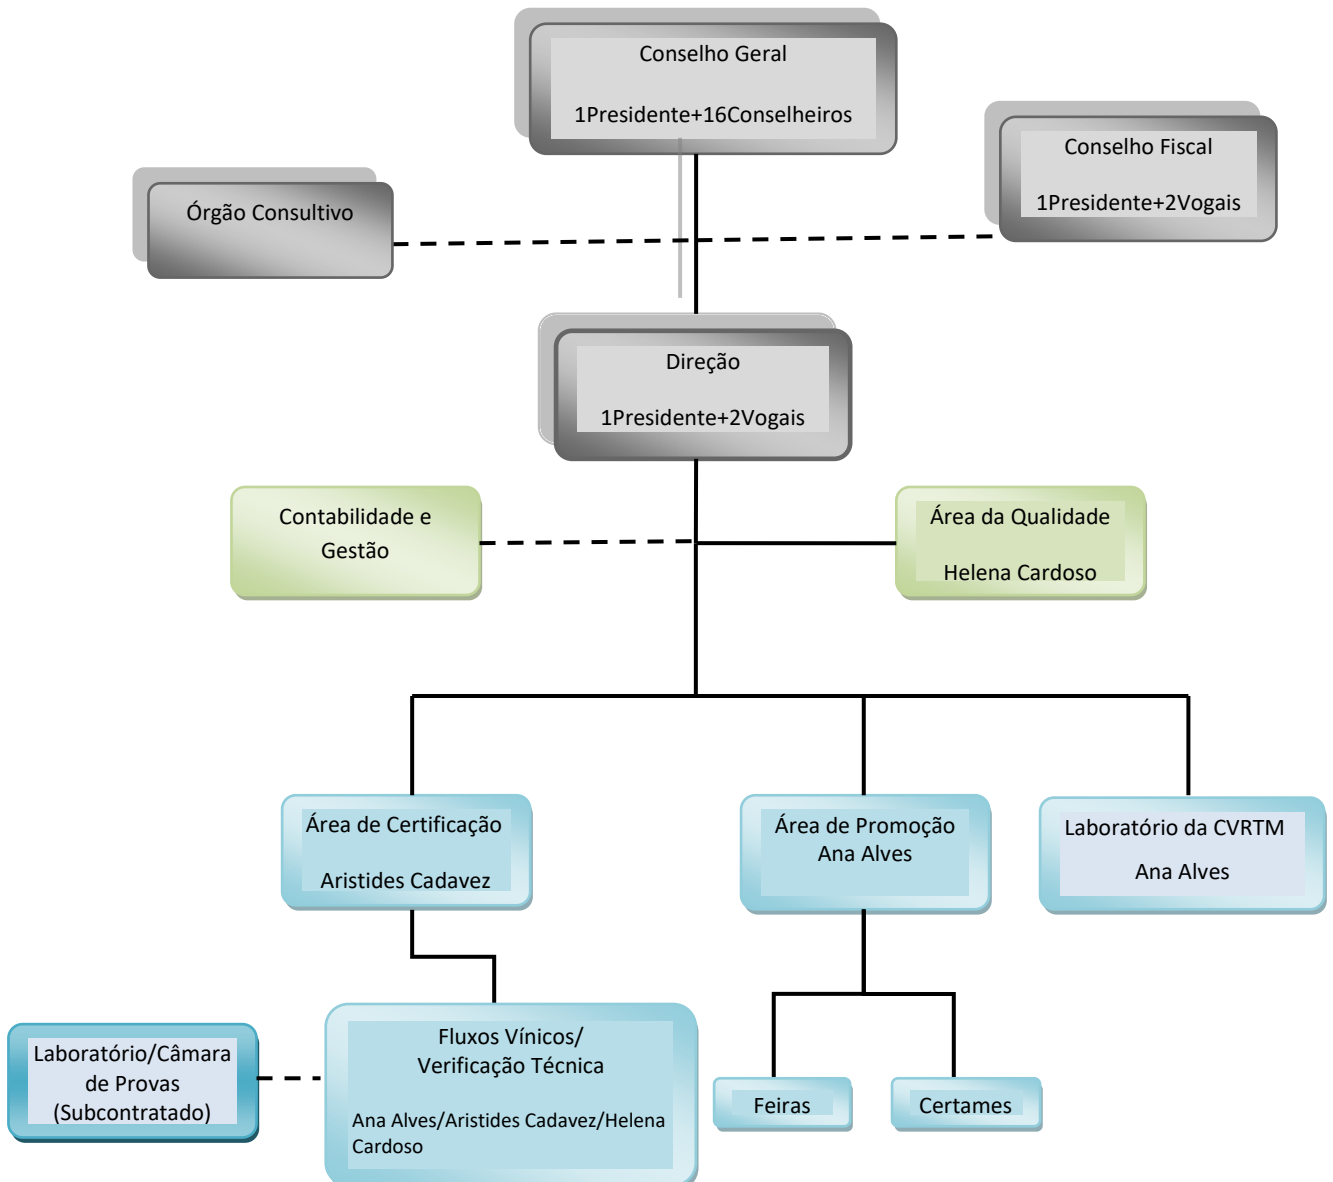 Conselho Geral
1Presidente+16Conselheiros
Conselho Fiscal
1Presidente+2Vogais
Órgão Consultivo
Direção
1Presidente+2Vogais
Contabilidade e
Gestão
Área da Qualidade
Helena Cardoso
Área de Certificação
Aristides Cadavez
Área de Promoção
Ana Alves
Laboratório da CVRTM
Ana Alves
Laboratório/Câmara
de Provas
(Subcontratado)
Fluxos Vínicos/
Verificação Técnica
Ana Alves/Aristides Cadavez/Helena
Cardoso
Feiras
Certames